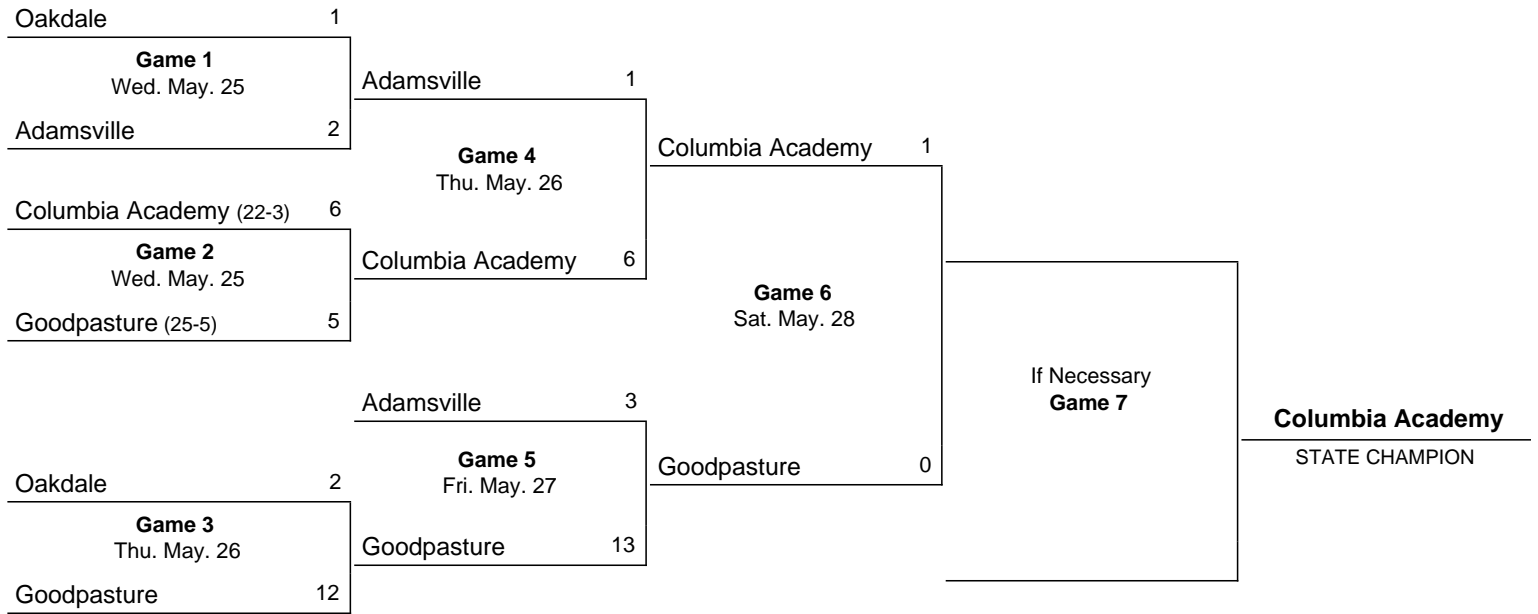 Oakdale 1
Game 1
Wed. May. 25
Adamsville 2
Columbia Academy (22-3) 6
Game 2
Wed. May. 25
Goodpasture (25-5) 5
Oakdale 2
Game 3
Thu. May. 26
Goodpasture 12
Adamsville 1
Game 4
Thu. May. 26
Columbia Academy 6
Adamsville 3
Game 5
Fri. May. 27
Goodpasture 13
Columbia Academy 1
Game 6
Sat. May. 28
Goodpasture 0
If Necessary
Game 7
Columbia Academy
STATE CHAMPION